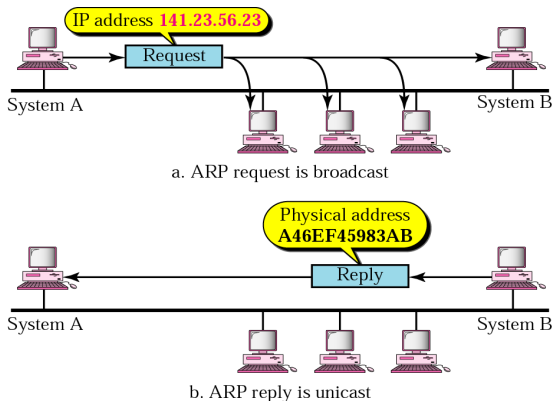 IP address 141.23.56.23
Request
System A
System B
a. ARP request is broadcast
Physical address
A46EF45983AB
Reply
System A
System B
b. ARP reply is unicast